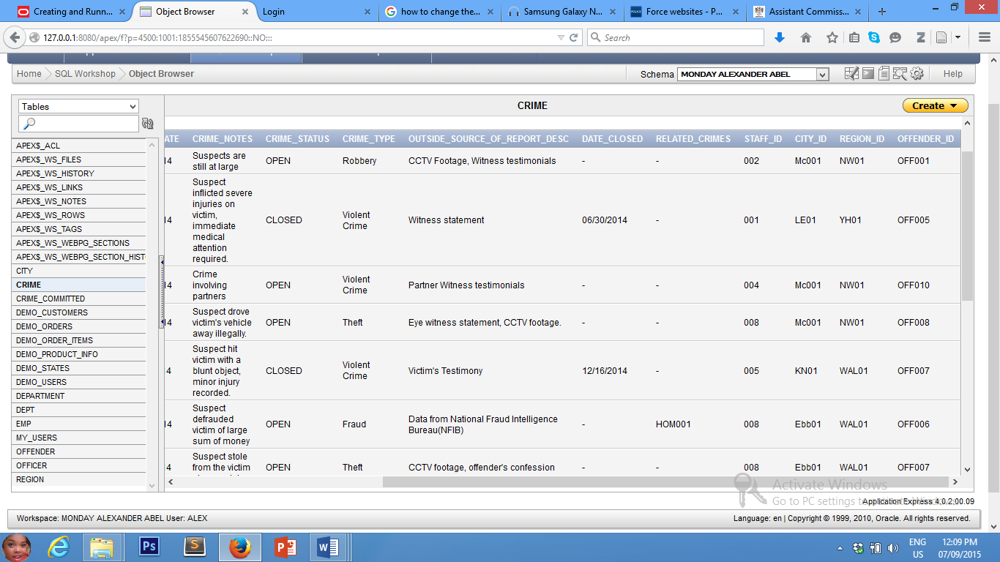 Creating and Runn... Object Browser Login how to change the... Samsung Galaxy N... Force websites - P... Assistant Commiss...
127.0.0.1:8080/apex/f?p=4500:1001:1855545607622690::NO::: Search
Home SQL Workshop Object Browser Schema MONDAY ALEXANDER ABEL Help
Tables
CRIME
Create
APEX$_ACL
APEX$_WS_FILES
APEX$_WS_HISTORY
APEX$_WS_LINKS
APEX$_WS_NOTES
APEX$_WS_ROWS
APEX$_WS_TAGS
APEX$_WS_WEBPG_SECTIONS
APEX$_WS_WEBPG_SECTION_HIST
CITY
CRIME
CRIME_COMMITTED
DEMO_CUSTOMERS
DEMO_ORDERS
DEMO_ORDER_ITEMS
DEMO_PRODUCT_INFO
DEMO_STATES
DEMO_USERS
DEPARTMENT
DEPT
EMP
MY_USERS
OFFENDER
OFFICER
REGION
ATE CRIME_NOTES CRIME_STATUS CRIME_TYPE OUTSIDE_SOURCE_OF_REPORT_DESC DATE_CLOSED RELATED_CRIMES STAFF_ID CITY_ID REGION_ID OFFENDER_ID
14 Suspects are
still at large
OPEN Robbery CCTV Footage, Witness testimonials - - 002 Mc001 NW01 OFF001
14 Suspect
inflicted severe
injuries on
victim,
immediate
medical
attention
required.
CLOSED Violent
Crime
Witness statement 06/30/2014 - 001 LE01 YH01 OFF005
14 Crime
involving
partners
OPEN Violent
Crime
Partner Witness testimonials - - 004 Mc001 NW01 OFF010
14 Suspect drove
victim's vehicle
away illegally.
OPEN Theft Eye witness statement, CCTV footage. - - 008 Mc001 NW01 OFF008
4 Suspect hit
victim with a
blunt object,
minor injury
recorded.
CLOSED Violent
Crime
Victim's Testimony 12/16/2014 - 005 KN01 WAL01 OFF007
14 Suspect
defrauded
victim of large
sum of money
OPEN Fraud Data from National Fraud Intelligence
Bureau(NFIB)
- HOM001 008 Ebb01 WAL01 OFF006
4 Suspect stole
from the victim
OPEN Theft CCTV footage, offender's confession - - 008 Ebb01 WAL01 OFF007
Activate Windows
Go to PC settings to activate Windows.
Application Express 4.0.2.00.09
Workspace: MONDAY ALEXANDER ABEL User: ALEX
Language: en | Copyright © 1999, 2010, Oracle. All rights reserved.
ENG 12:09 PM
US 07/09/2015